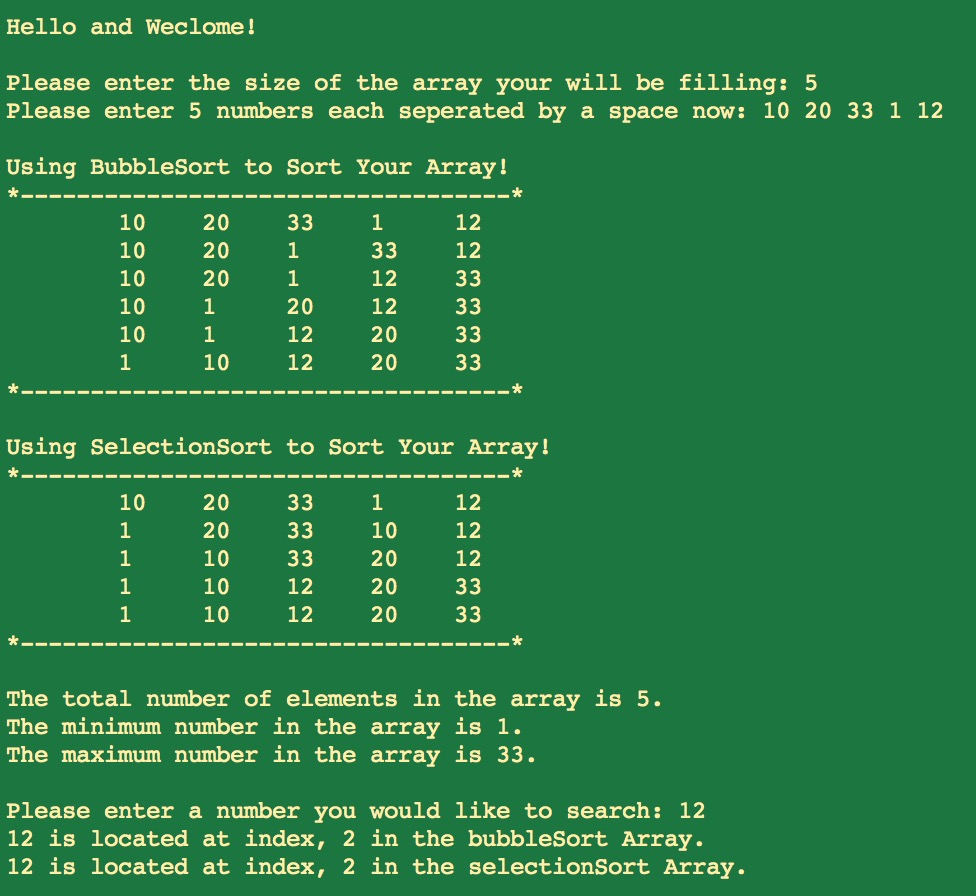 Hello and Weclome!
Please enter the size of the array your will be filling: 5
Please enter 5 numbers each seperated by a space now: 10 20 33 1 12
Using BubbleSort to Sort Your Array!
*-----------------------------------*
10 20 33 1 12
10 20 1 33 12
10 20 1 12 33
10 1 20 12 33
10 1 12 20 33
1 10 12 20 33
*-----------------------------------*
Using SelectionSort to Sort Your Array!
*-----------------------------------*
10 20 33 1 12
1 20 33 10 12
1 10 33 20 12
1 10 12 20 33
1 10 12 20 33
*-----------------------------------*
The total number of elements in the array is 5.
The minimum number in the array is 1.
The maximum number in the array is 33.
Please enter a number you would like to search: 12
12 is located at index, 2 in the bubbleSort Array.
12 is located at index, 2 in the selectionSort Array.